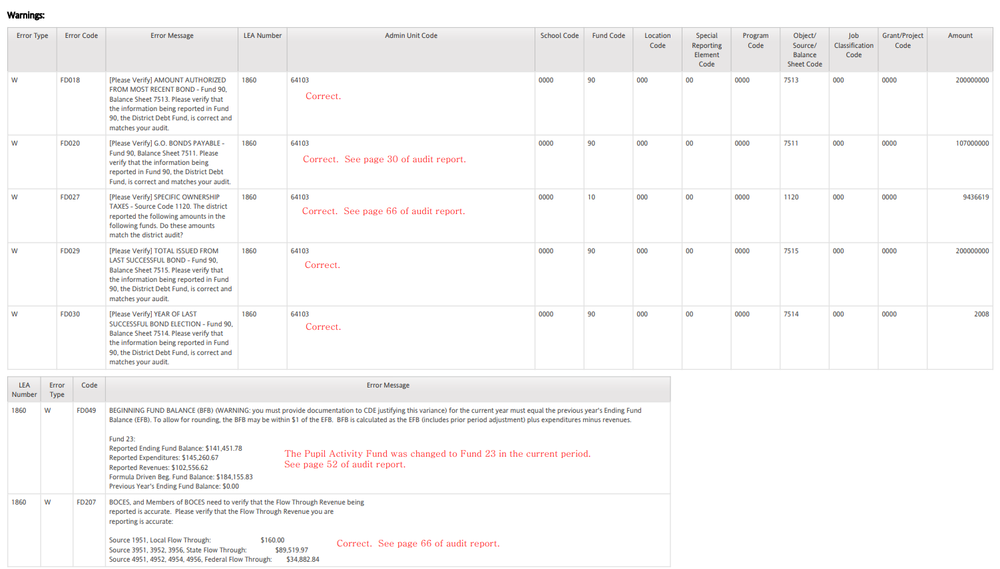 Warnings:
Error Type Error Code Error Message LEA Number Admin Unit Code School Code Fund Code Location Code Special Reporting Element Code Program Code Object/ Source/ Balance Sheet Code Job Classification Code Grant/Project Code Amount
W FD018 [Please Verify] AMOUNT AUTHORIZED 1860 64103 0000 90 000 00 0000 7513 000 0000 200000000
FROM MOST RECENT BOND - Fund 90,
Balance Sheet 7513. Please verify that
the information being reported in Fund
90, the District Debt Fund, is correct and
matches your audit.
Correct.
W FD020 [Please Verify] G.O. BONDS PAYABLE - 1860 64103 0000 90 000 00 0000 7511 000 0000 107000000
Fund 90, Balance Sheet 7511. Please
verify that the information being
reported in Fund 90, the District Debt
Fund, is correct and matches your audit.
Correct. See page 30 of audit report.
W FD027 [Please Verify] SPECIFIC OWNERSHIP 1860 64103 0000 10 000 00 0000 1120 000 0000 9436619
TAXES - Source Code 1120. The district
reported the following amounts in the
following funds. Do these amounts
match the district audit?
Correct. See page 66 of audit report.
W FD029 [Please Verify] TOTAL ISSUED FROM 1860 64103 0000 90 000 00 0000 7515 000 0000 200000000
LAST SUCCESSFUL BOND - Fund 90,
Balance Sheet 7515. Please verify that
the information being reported in Fund
90, the District Debt Fund, is correct and
matches your audit.
Correct.
W FD030 [Please Verify] YEAR OF LAST 1860 64103 0000 90 000 00 0000 7514 000 0000 2008
SUCCESSFUL BOND ELECTION - Fund 90,
Balance Sheet 7514. Please verify that
the information being reported in Fund
90, the District Debt Fund, is correct and
matches your audit.
Correct.
LEA Number Error Type Code Error Message
1860 W FD049 BEGINNING FUND BALANCE (BFB) (WARNING: you must provide documentation to CDE justifying this variance) for the current year must equal the previous year's Ending Fund
Balance (EFB). To allow for rounding, the BFB may be within $1 of the EFB. BFB is calculated as the EFB (includes prior period adjustment) plus expenditures minus revenues.
Fund 23:
Reported Ending Fund Balance: $141,451.78
Reported Expenditures: $145,260.67
Reported Revenues: $102,556.62
Formula Driven Beg. Fund Balance: $184,155.83
Previous Year's Ending Fund Balance: $0.00
The Pupil Activity Fund was changed to Fund 23 in the current period.
See page 52 of audit report.
1860 W FD207 BOCES, and Members of BOCES need to verify that the Flow Through Revenue being
reported is accurate. Please verify that the Flow Through Revenue you are
reporting is accurate:
Source 1951, Local Flow Through: $160.00
Source 3951, 3952, 3956, State Flow Through: $89,519.97
Source 4951, 4952, 4954, 4956, Federal Flow Through: $34,882.84
Correct. See page 66 of audit report.